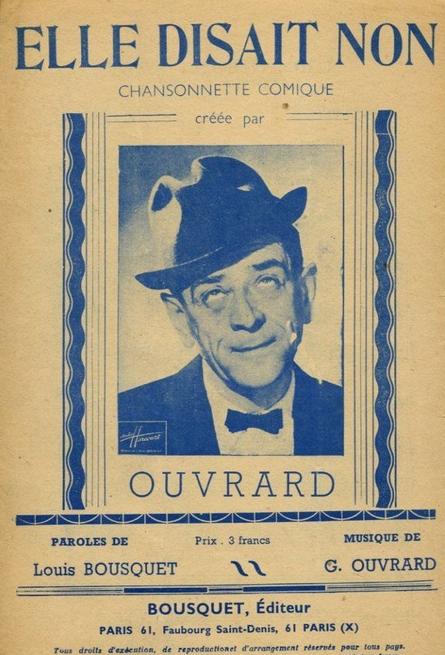 ELLE DISAIT NON
CHANSONNETTE COMIQUE
créée par
Harcourt
OUVRARD
PAROLES DE Prix . 3 francs MUSIQUE DE
Louis BOUSQUET G. OUVRARD
BOUSQUET, Éditeur
PARIS 61, Faubourg Saint-Denis, 61 PARIS (X)
Tous droits d'exécution, de reproduction et d'arrangement réservés pour tous pays.